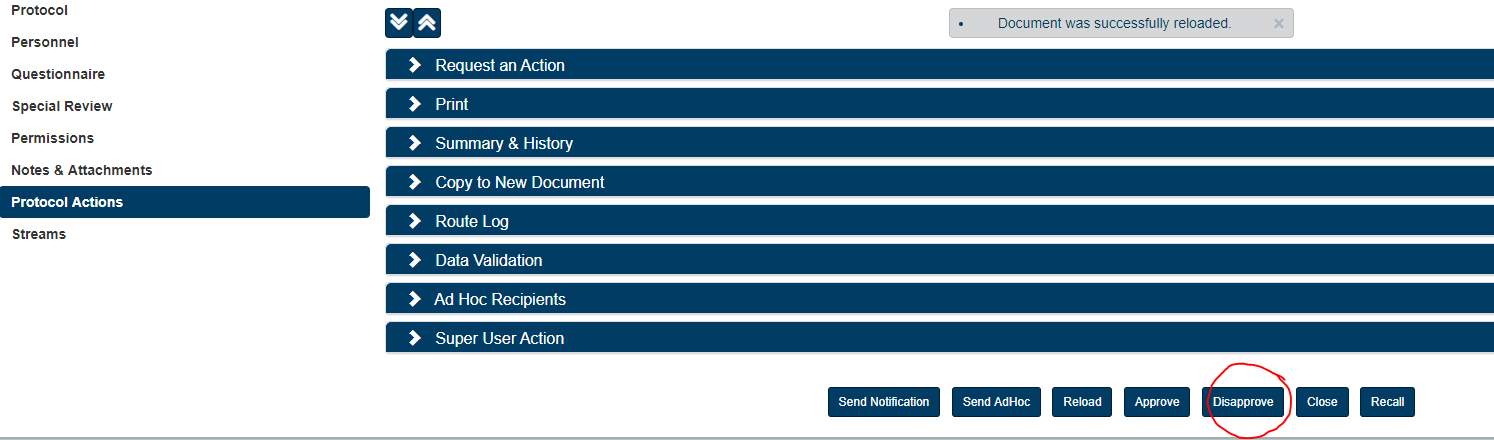 Protocol
Personnel
Questionnaire
Special Review
Permissions
Notes & Attachments
Protocol Actions
Streams
Document was successfully reloaded.
Request an Action
Print
Summary & History
Copy to New Document
Route Log
Data Validation
Ad Hoc Recipients
Super User Action
Send Notification Send AdHoc Reload Approve Disapprove Close Recall